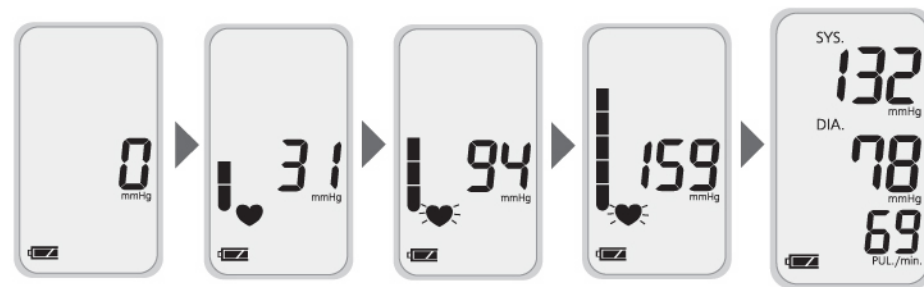 0
mmHg
31
mmHg
94
mmHg
159
mmHg
SYS.
132
mmHg
DIA.
78
mmHg
69
PUL./min.